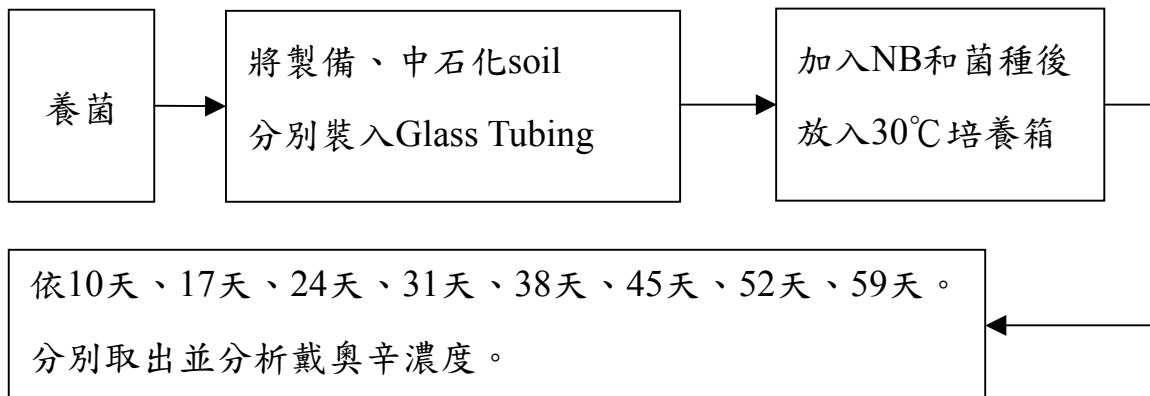 養菌
將製備、中石化soil
分別裝入Glass Tubing
加入NB和菌種後
放入30℃培養箱
依10天、17天、24天、31天、38天、45天、52天、59天。
分別取出並分析戴奧辛濃度。